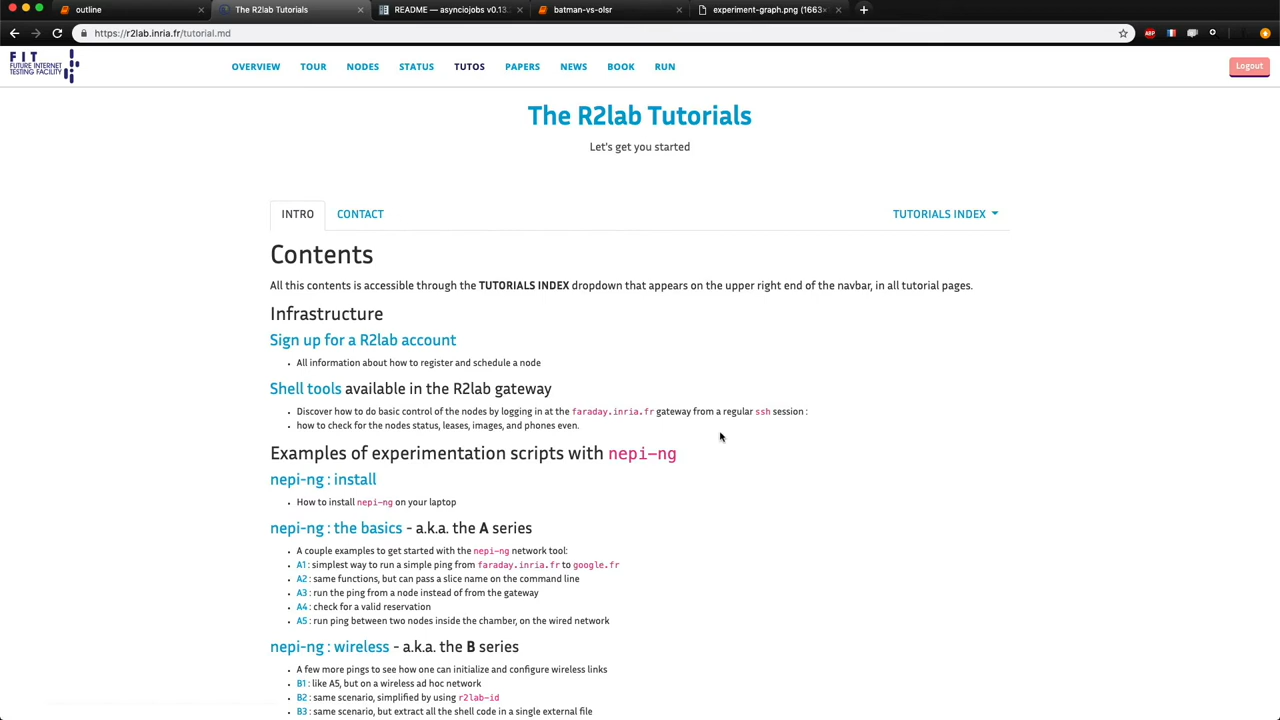 outline
The R2lab Tutorials
README — asynciojobs v0.13
batman-vs-olsr
experiment-graph.png (1663×
https://r2lab.inria.fr/tutorial.md
ABP
FIT
FUTURE INTERNET
TESTING FACILITY
OVERVIEW TOUR NODES STATUS TUTOS PAPERS NEWS BOOK RUN
Logout
The R2lab Tutorials
Let's get you started
INTRO CONTACT TUTORIALS INDEX
Contents
All this contents is accessible through the TUTORIALS INDEX dropdown that appears on the upper right end of the navbar, in all tutorial pages.
Infrastructure
Sign up for a R2lab account
• All information about how to register and schedule a node
Shell tools available in the R2lab gateway
• Discover how to do basic control of the nodes by logging in at the faraday.inria.fr gateway from a regular ssh session :
• how to check for the nodes status, leases, images, and phones even.
Examples of experimentation scripts with nepi-ng
nepi-ng : install
• How to install nepi-ng on your laptop
nepi-ng : the basics - a.k.a. the A series
• A couple examples to get started with the nepi-ng network tool:
• A1 : simplest way to run a simple ping from faraday.inria.fr to google.fr
• A2 : same functions, but can pass a slice name on the command line
• A3 : run the ping from a node instead of from the gateway
• A4 : check for a valid reservation
• A5 : run ping between two nodes inside the chamber, on the wired network
nepi-ng : wireless - a.k.a. the B series
• A few more pings to see how one can initialize and configure wireless links
• B1 : like A5, but on a wireless ad hoc network
• B2 : same scenario, simplified by using r2lab-id
• B3 : same scenario, but extract all the shell code in a single external file